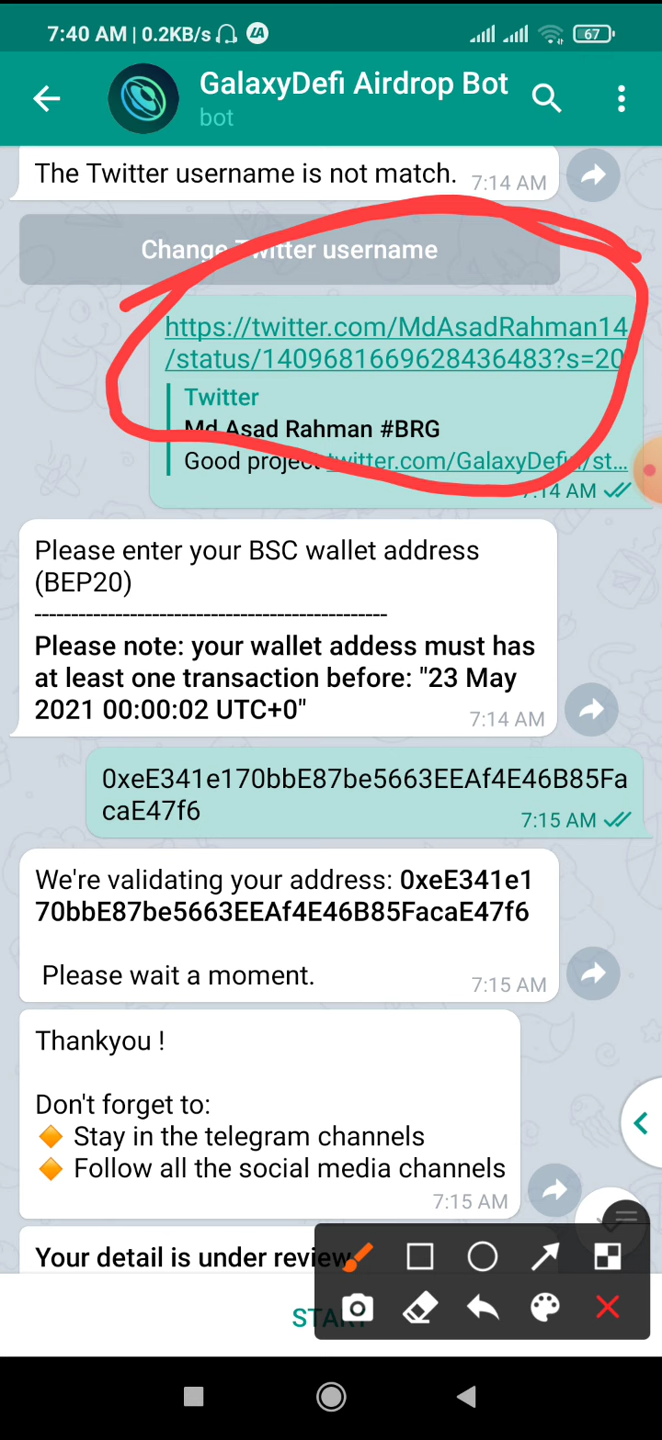 7:40 AM | 0.2KB/s
67
GalaxyDefi Airdrop Bot
bot
The Twitter username is not match.
7:14 AM
Change Twitter username
https://twitter.com/MdAsadRahman14
/status/1409681669628436483?s=20
Twitter
Md Asad Rahman #BRG
Good project twitter.com/GalaxyDefi/st...
7:14 AM
Please enter your BSC wallet address
(BEP20)
------------------------------------------------
Please note: your wallet addess must has
at least one transaction before: "23 May
2021 00:00:02 UTC+0"
7:14 AM
0xeE341e170bbE87be5663EEAf4E46B85Fa
caE47f6
7:15 AM
We're validating your address: 0xeE341e1
70bbE87be5663EEAf4E46B85FacaE47f6
Please wait a moment.
7:15 AM
Thankyou !
Don't forget to:
Stay in the telegram channels
Follow all the social media channels
7:15 AM
Your detail is under review
START